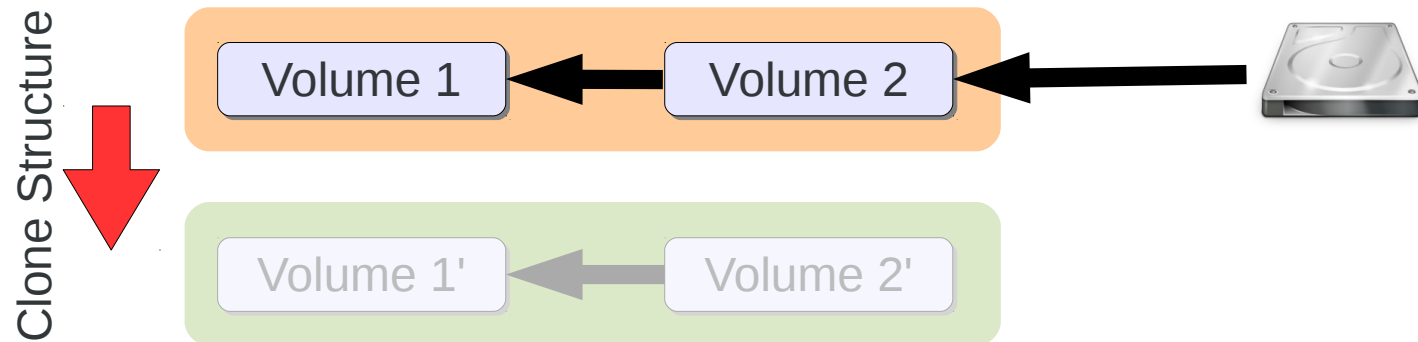 Clone Structure
Volume 1
Volume 2
Volume 1'
Volume 2'